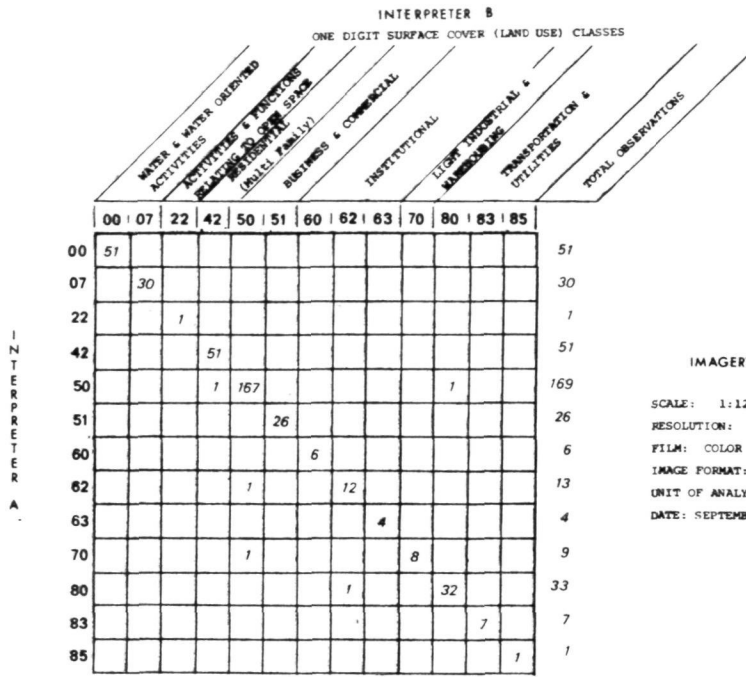 INTERPRETER B
ONE DIGIT SURFACE COVER (LAND USE) CLASSES
WATER & WATER ORIENTED
ACTIVITIES
ACTIVITIES & FUNCTIONS
RELATING TO OPEN SPACE
RESIDENTIAL
(Multi Family)
BUSINESS & COMMERCIAL
INSTITUTIONAL
LIGHT INDUSTRIAL &
WAREHOUSING
TRANSPORTATION &
UTILITIES
TOTAL OBSERVATIONS
00 07 22 42 50 51 60 62 63 70 80 83 85
INTERPRETER A
00 51 51
07 30 30
22 1 1
42 51 51
50 1 167 1 169
51 26 26
60 6 6
62 1 12 13
63 4 4
70 1 8 9
80 1 32 33
83 7 7
85 1 1
IMAGER
SCALE: 1:12
RESOLUTION:
FILM: COLOR
IMAGE FORMAT:
UNIT OF ANALY
DATE: SEPTEMB